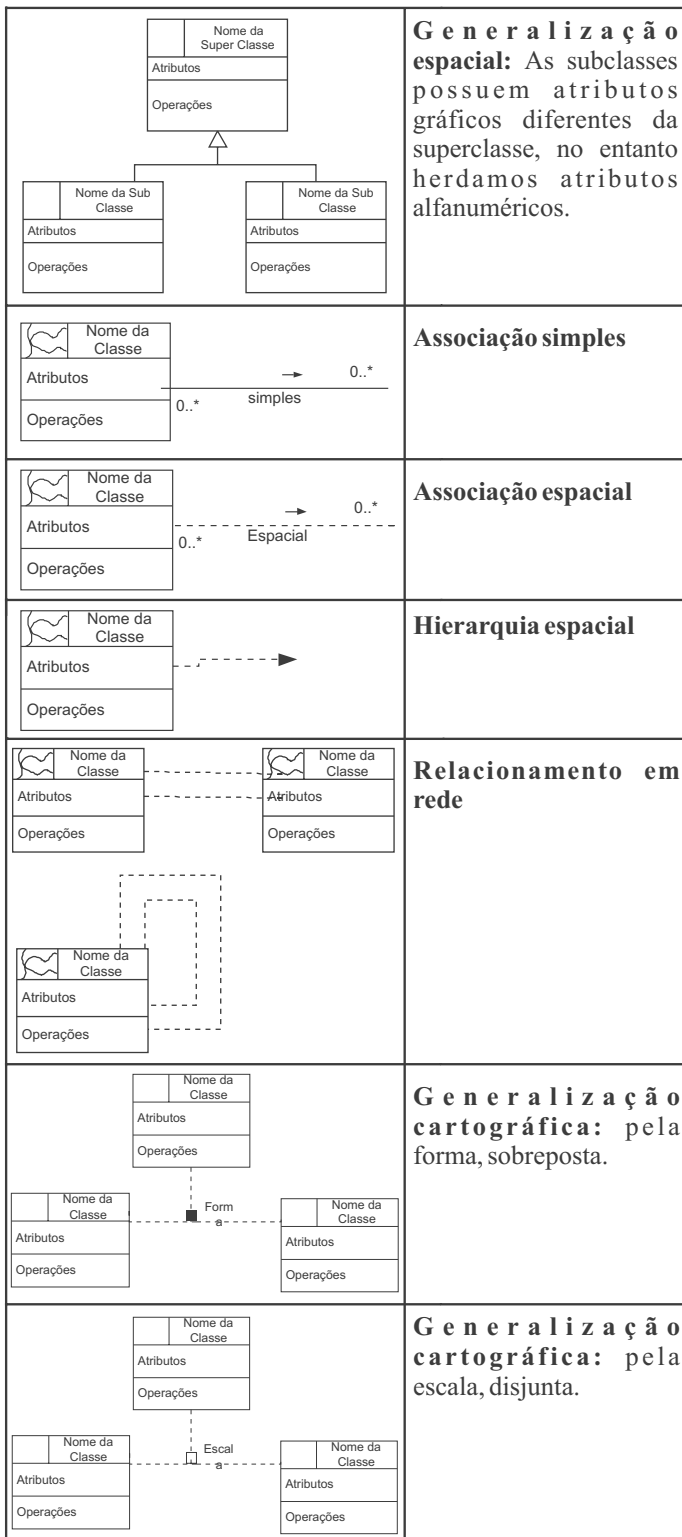 Nome da
Super Classe
Atributos
Operações
Nome da Sub
Classe
Atributos
Operações
Nome da Sub
Classe
Atributos
Operações
Generalização
espacial: As subclasses
possuem atributos
gráficos diferentes da
superclasse, no entanto
herdamos atributos
alfanuméricos.
Nome da
Classe
Atributos
Operações
0..*
simples
0..*
Associação simples
Nome da
Classe
Atributos
Operações
0..*
Espacial
0..*
Associação espacial
Nome da
Classe
Atributos
Operações
Hierarquia espacial
Nome da
Classe
Atributos
Operações
Nome da
Classe
Atributos
Operações
Nome da
Classe
Atributos
Operações
Relacionamento em
rede
Nome da
Classe
Atributos
Operações
Form
a
Nome da
Classe
Atributos
Operações
Nome da
Classe
Atributos
Operações
Generalização
cartográfica: pela
forma, sobreposta.
Nome da
Classe
Atributos
Operações
Escal
a
Nome da
Classe
Atributos
Operações
Nome da
Classe
Atributos
Operações
Generalização
cartográfica: pela
escala, disjunta.